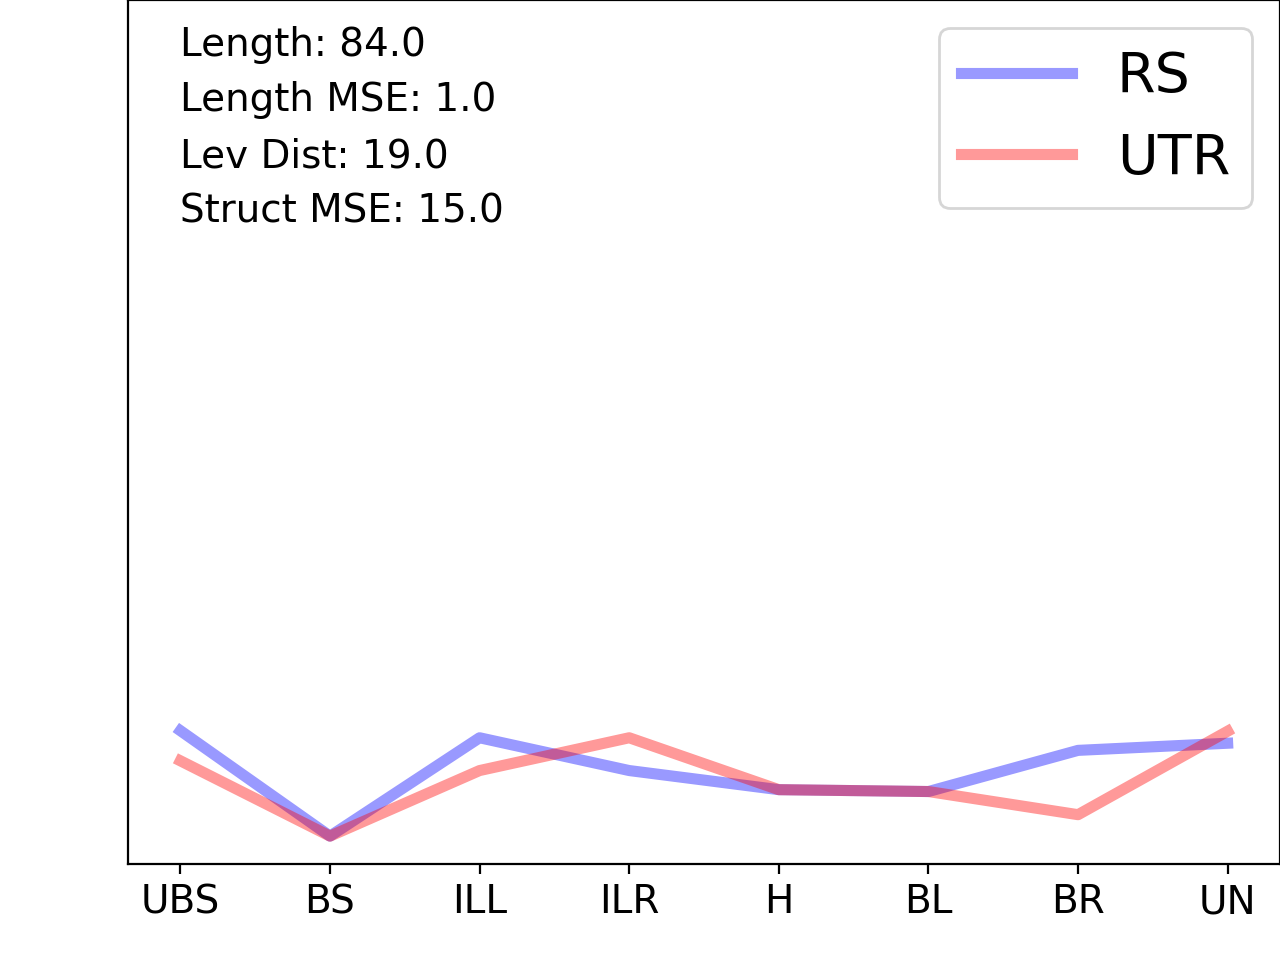 Length: 84.0
Length MSE: 1.0
Lev Dist: 19.0
Struct MSE: 15.0
RS
UTR
UBS BS ILL ILR H BL BR UN